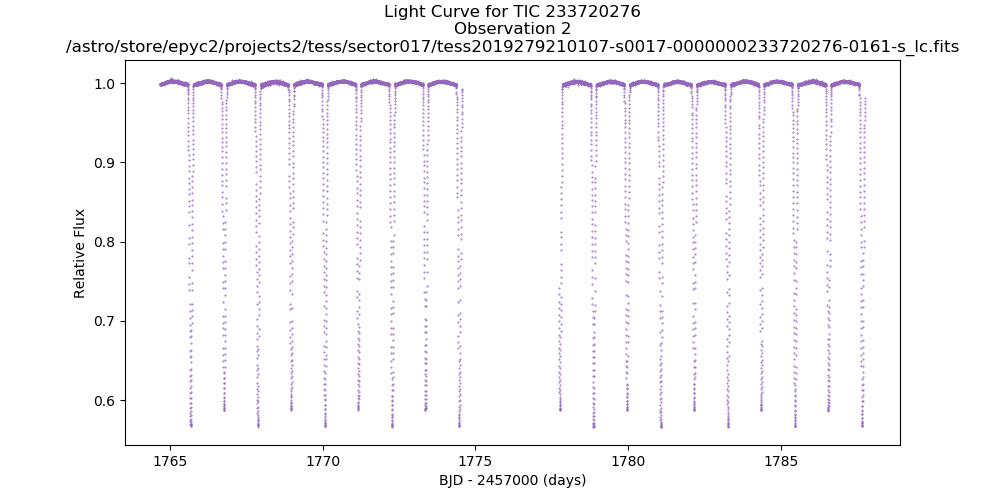 Light Curve for TIC 233720276
Observation 2
/astro/store/epyc2/projects2/tess/sector017/tess2019279210107-s0017-0000000233720276-0161-s_lc.fits
1.0
0.9
0.8
0.7
0.6
Relative Flux
1765
1770
1775
1780
1785
BJD - 2457000 (days)